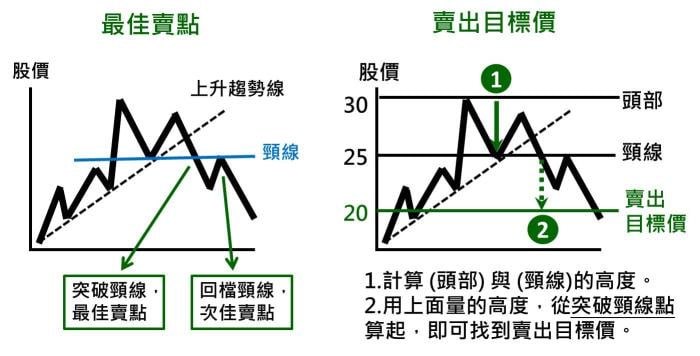 最佳賣點
股價
上升趨勢線
頸線
突破頸線，
最佳賣點
回檔頸線，
次佳賣點
賣出目標價
股價
1
30
頭部
25
頸線
20
賣出
目標價
2
1.計算 (頭部) 與 (頸線)的高度。
2.用上面量的高度，從突破頸線點
算起，即可找到賣出目標價。